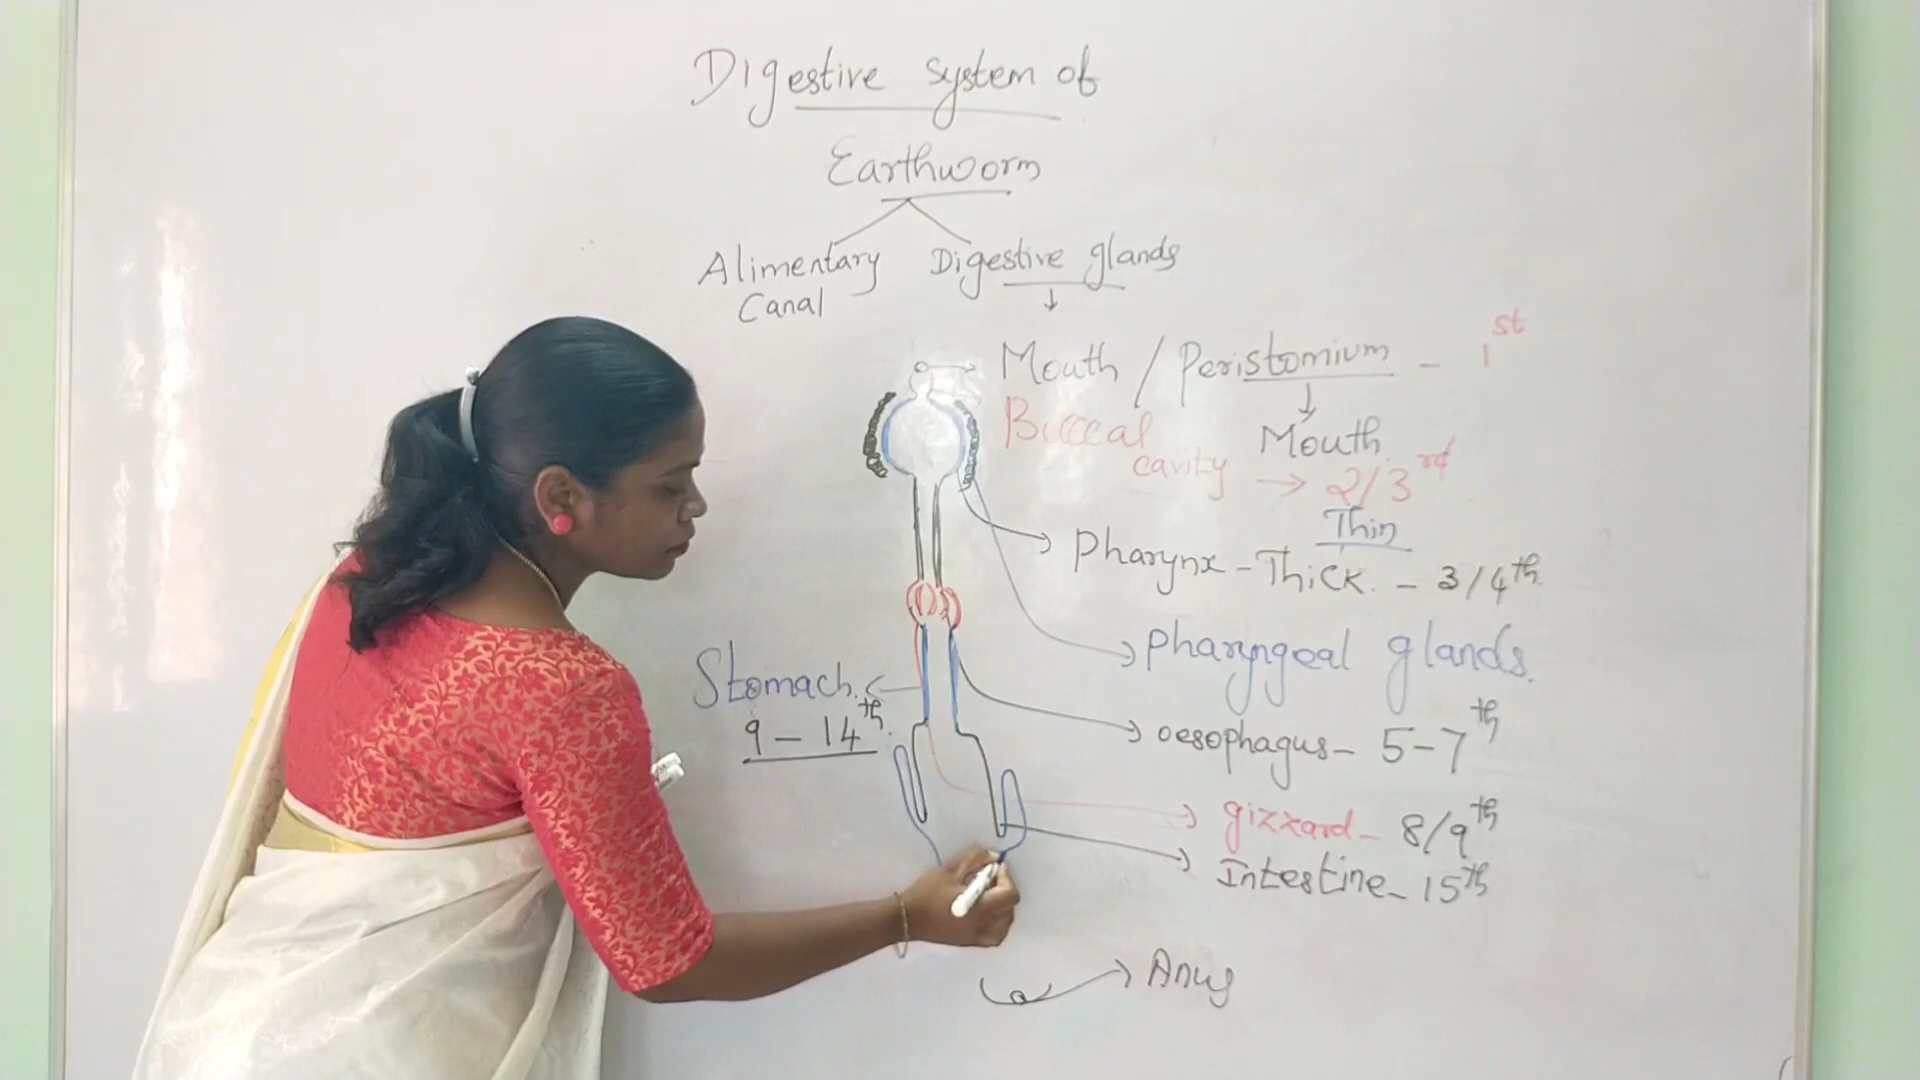 Digestive system of
Earthworm
Alimentary Canal
Digestive glands
Mouth / Peristomium - 1st
Mouth
Buccal cavity → 2/3rd
Thin
Pharynx - Thick. - 3/4th
Pharyngeal glands.
Stomach.
9 - 14th.
oesophagus - 5-7th
gizzard - 8/9th
Intestine - 15th
Anus